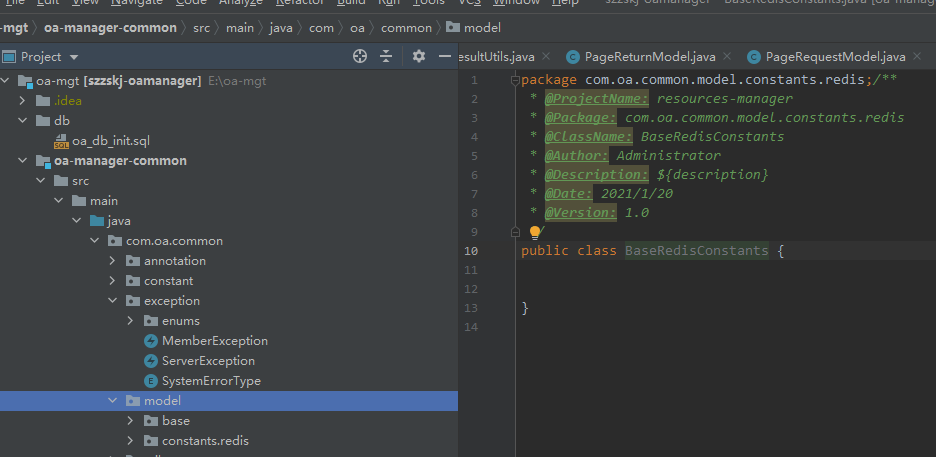 File Edit View Navigate Code Analyze Refactor Build Run Tools VCS Window Help szzskj-oamanager - BaseRedisConstants.java [oa-manag
-mgt oa-manager-common src main java com oa common model
Project
esultUtils.java PageReturnModel.java PageRequestModel.java
oa-mgt [szzskj-oamanager] E:\oa-mgt
.idea
db
oa_db_init.sql
oa-manager-common
src
main
java
com.oa.common
annotation
constant
exception
enums
MemberException
ServerException
SystemErrorType
model
base
constants.redis
1 package com.oa.common.model.constants.redis;/**
2 * @ProjectName: resources-manager
3 * @Package: com.oa.common.model.constants.redis
4 * @ClassName: BaseRedisConstants
5 * @Author: Administrator
6 * @Description: ${description}
7 * @Date: 2021/1/20
8 * @Version: 1.0
9 */
10 public class BaseRedisConstants {
11
12
13 }
14